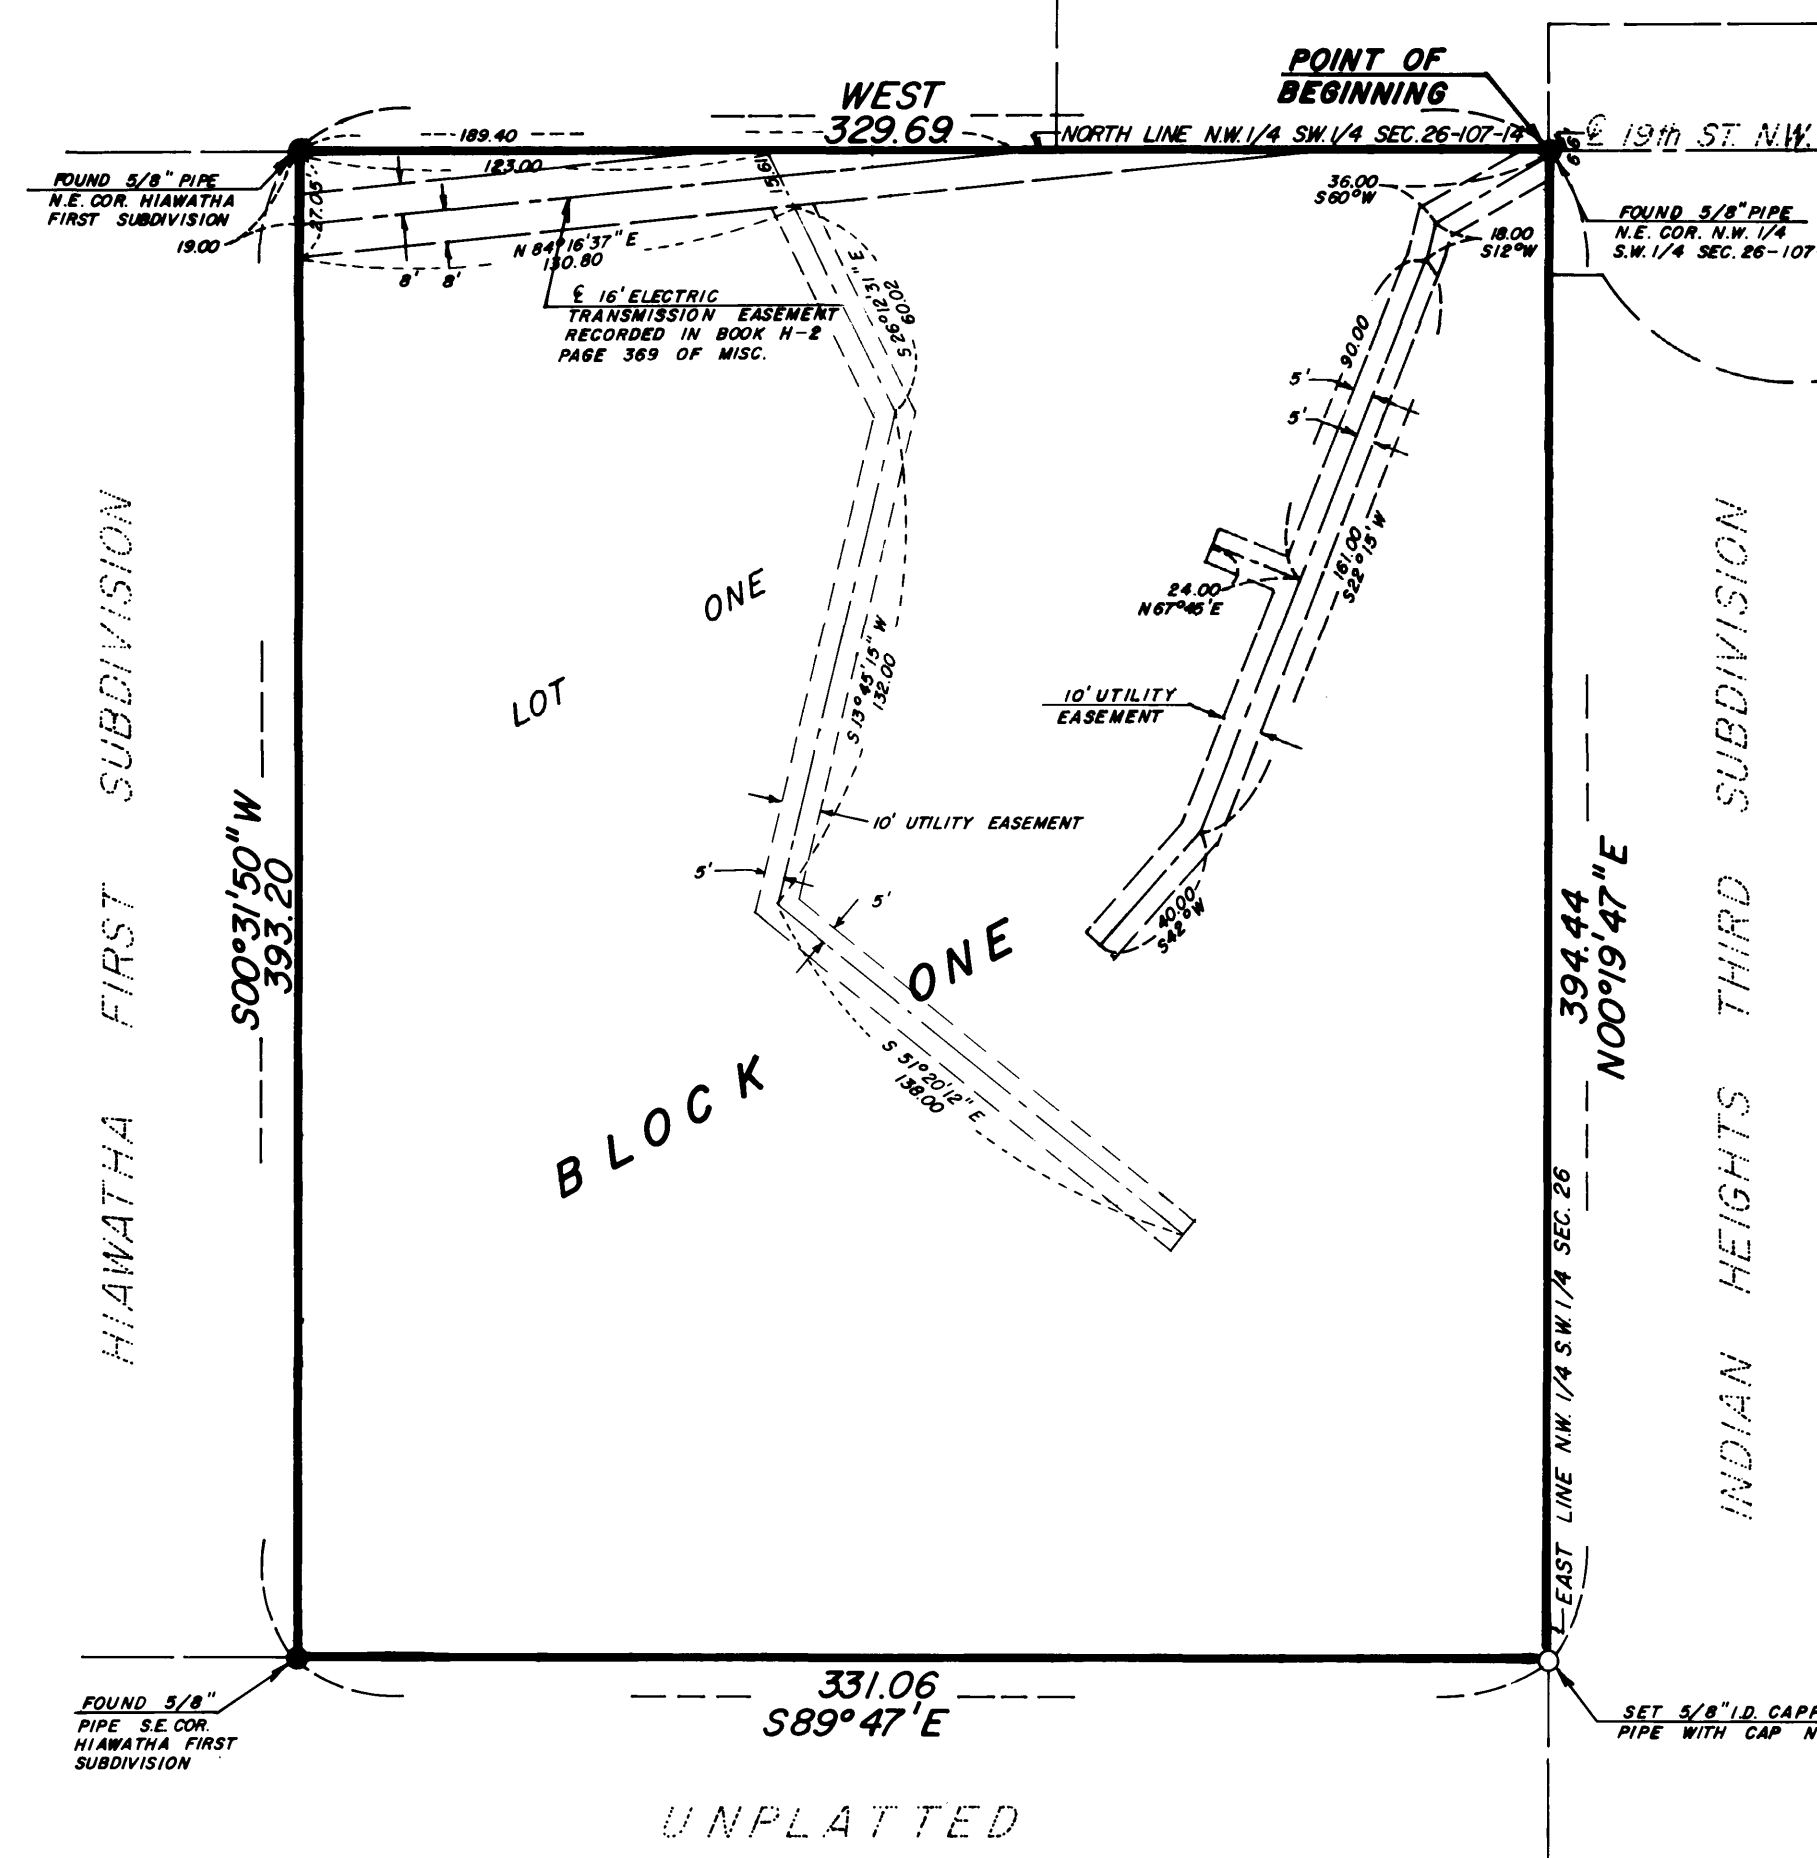 POINT OF
BEGINNING
WEST
329.69
189.40
123.00
NORTH LINE N.W. 1/4 SW. 1/4 SEC. 26-107-14
℄ 19th ST. N.W.
FOUND 5/8" PIPE
N.E. COR. HIAWATHA
FIRST SUBDIVISION
19.00
27.05'
15.61
36.00
S60°W
FOUND 5/8" PIPE
N.E. COR. N.W. 1/4
S.W. 1/4 SEC. 26-107
18.00
S12°W
N 84°16'37" E
130.80
8'
8'
℄ 16' ELECTRIC
TRANSMISSION EASEMENT
RECORDED IN BOOK H-2
PAGE 369 OF MISC.
S 26°12'31" E
60.02
90.00
5'
5'
161.00
S22°15'W
24.00
N67°45'E
LOT ONE
S 13°45'15" W
132.00
10' UTILITY
EASEMENT
10' UTILITY EASEMENT
5'
5'
40.00
S42°W
BLOCK ONE
S 51°20'12" E
138.00
HIAWATHA FIRST SUBDIVISION
S00°31'50"W
393.20
394.44
N00°19'47"E
EAST LINE N.W. 1/4 S.W. 1/4 SEC. 26
INDIAN HEIGHTS THIRD SUBDIVISION
331.06
S89°47'E
FOUND 5/8"
PIPE S.E. COR.
HIAWATHA FIRST
SUBDIVISION
SET 5/8" I.D. CAPP
PIPE WITH CAP N
UNPLATTED